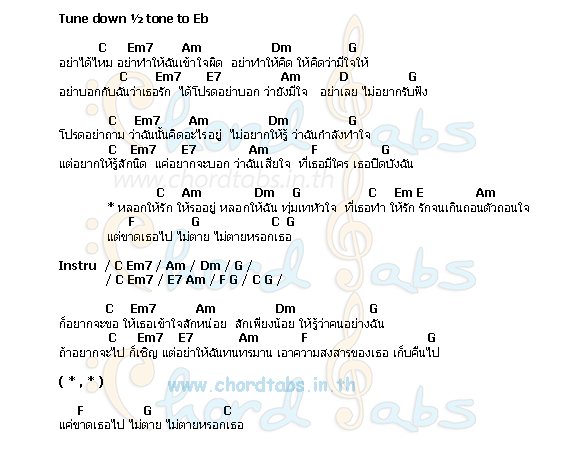 Tune down ½ tone to Eb
C Em7 Am Dm G
อย่าได้ไหม อย่าทำให้ฉันเข้าใจผิด อย่าทำให้คิด ให้คิดว่ามีใจให้
C Em7 E7 Am D G
อย่าบอกกับฉันว่าเธอรัก ได้โปรดอย่าบอก ว่ายังมีใจ อย่าเลย ไม่อยากรับฟัง
C Em7 Am Dm G
โปรดอย่าถาม ว่าฉันนั้นคิดอะไรอยู่ ไม่อยากให้รู้ ว่าฉันกำลังทำใจ
C Em7 E7 Am F G
แต่อยากให้รู้สักนิด แค่อยากจะบอก ว่าฉันเสียใจ ที่เธอมีใคร เธอปิดบังฉัน
www.chordtabs.in.th
C Am Dm G C Em E Am
* หลอกให้รัก ให้รออยู่ หลอกให้ฉัน ทุ่มเทหัวใจ ที่เธอทำ ให้รัก รักจนเกินถอนตัวถอนใจ
F G C G
แต่ขาดเธอไป ไม่ตาย ไม่ตายหรอกเธอ
Instru / C Em7 / Am / Dm / G /
/ C Em7 / E7 Am / F G / C G /
C Em7 Am Dm G
ก็อยากจะขอ ให้เธอเข้าใจสักหน่อย สักเพียงน้อย ให้รู้ว่าคนอย่างฉัน
C Em7 E7 Am F G
ถ้าอยากจะไป ก็เชิญ แต่อย่าให้ฉันทนทรมาน เอาความสงสารของเธอ เก็บคืนไป
( * , * ) www.chordtabs.in.th
F G C
แค่ขาดเธอไป ไม่ตาย ไม่ตายหรอกเธอ